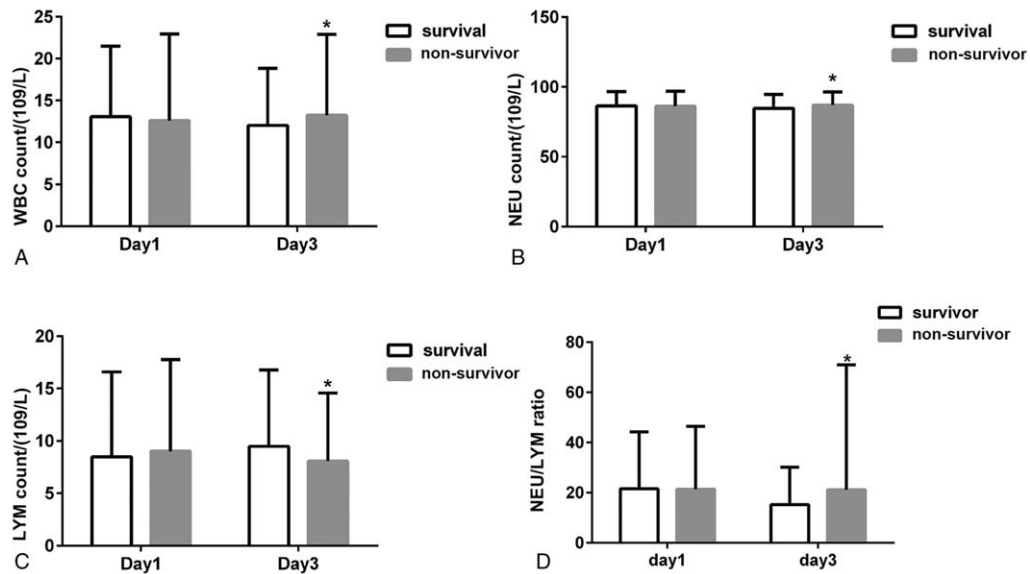 25
20
15
10
5
0
WBC count/(109/L)
*
survival
non-survivor
Day1
Day3
A
150
100
50
0
NEU count/(109/L)
*
survival
non-survivor
Day1
Day3
B
20
15
10
5
0
LYM count/(109/L)
*
survival
non-survivor
Day1
Day3
C
80
60
40
20
0
NEU/LYM ratio
*
survivor
non-survivor
day1
day3
D